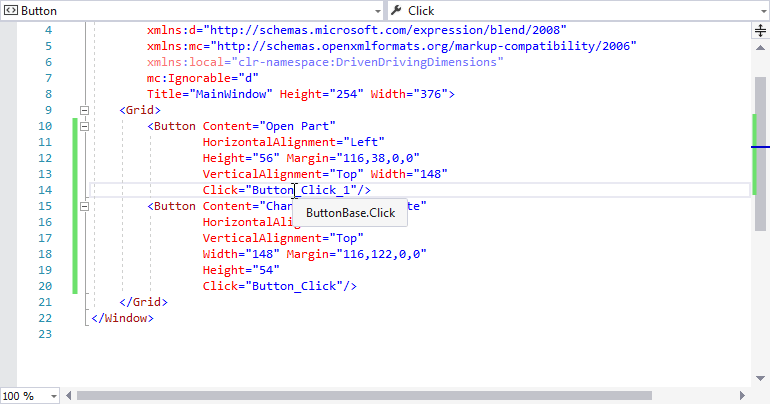 Button Click
4 xmlns:d="http://schemas.microsoft.com/expression/blend/2008"
5 xmlns:mc="http://schemas.openxmlformats.org/markup-compatibility/2006"
6 xmlns:local="clr-namespace:DrivenDrivingDimensions"
7 mc:Ignorable="d"
8 Title="MainWindow" Height="254" Width="376">
9 <Grid>
10 <Button Content="Open Part"
11 HorizontalAlignment="Left"
12 Height="56" Margin="116,38,0,0"
13 VerticalAlignment="Top" Width="148"
14 Click="Button_Click_1"/>
15 <Button Content="Chan te"
ButtonBase.Click
16 HorizontalAlig
17 VerticalAlignment="Top"
18 Width="148" Margin="116,122,0,0"
19 Height="54"
20 Click="Button_Click"/>
21 </Grid>
22 </Window>
23
100 %